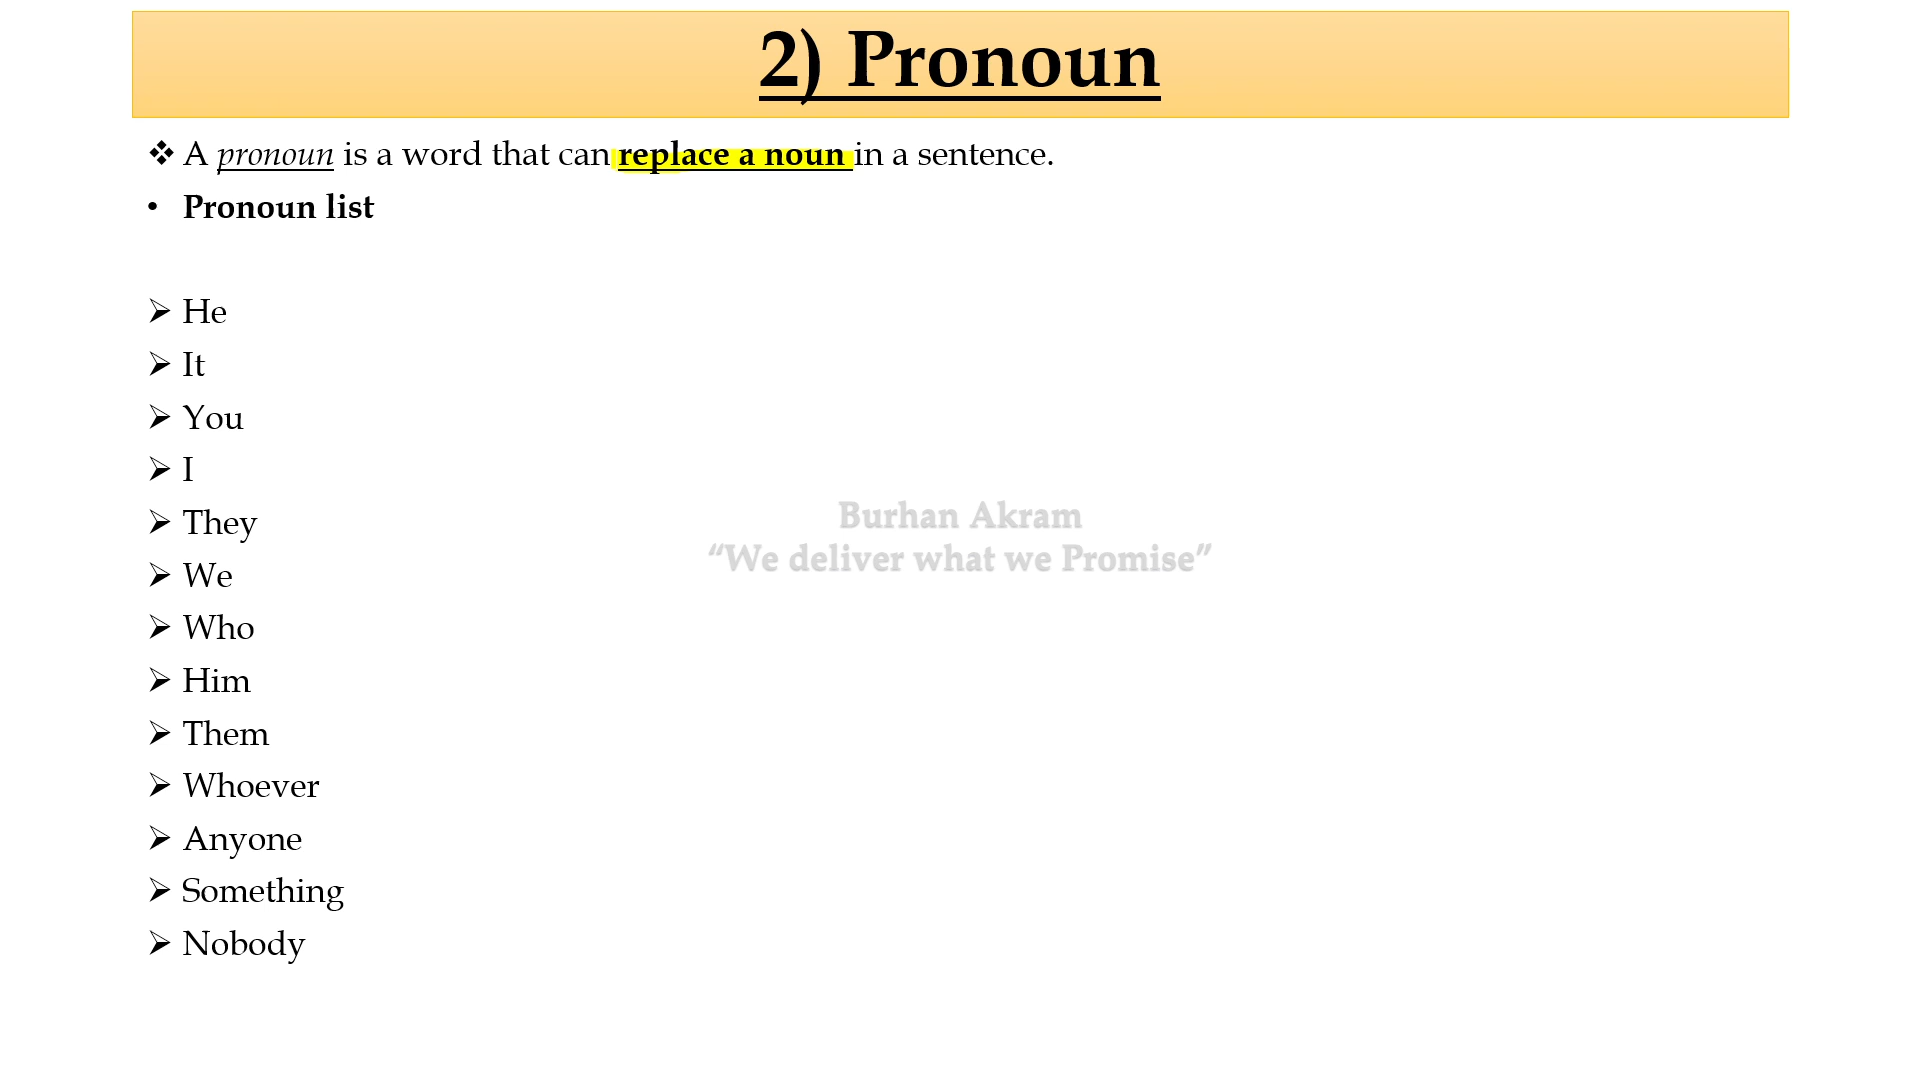 2) Pronoun
❖ A pronoun is a word that can replace a noun in a sentence.
• Pronoun list
➢ He
➢ It
➢ You
➢ I
➢ They
➢ We
➢ Who
➢ Him
➢ Them
➢ Whoever
➢ Anyone
➢ Something
➢ Nobody
Burhan Akram
“We deliver what we Promise”